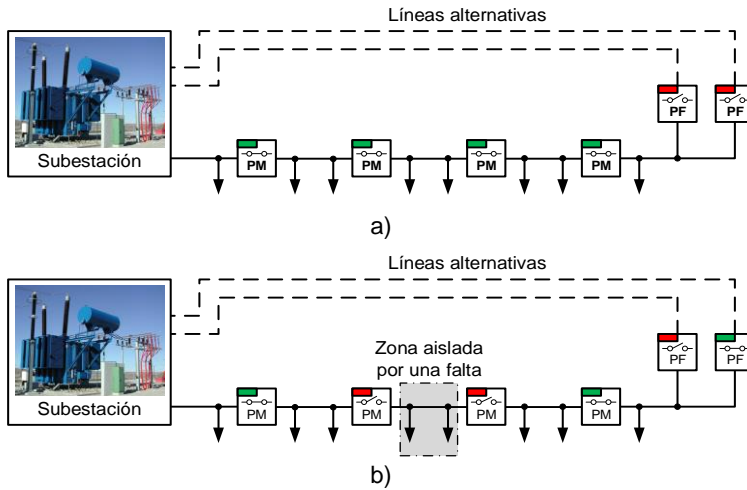 Líneas alternativas
PF
PF
Subestación
PM
PM
PM
PM
a)
Líneas alternativas
Zona aislada
por una falta
PF
PF
Subestación
PM
PM
PM
PM
b)